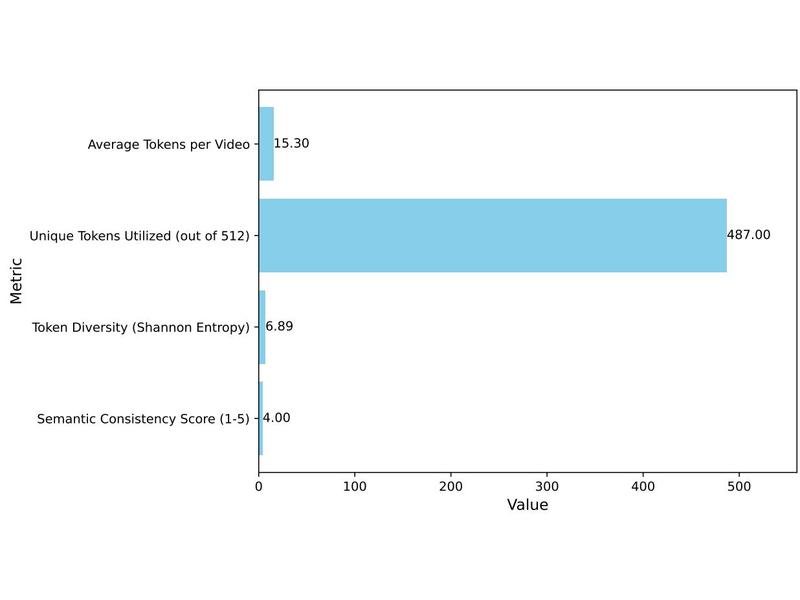 Average Tokens per Video 15.30
Unique Tokens Utilized (out of 512) 487.00
Metric
Token Diversity (Shannon Entropy) 6.89
Semantic Consistency Score (1-5) 4.00
0 100 200 300 400 500
Value